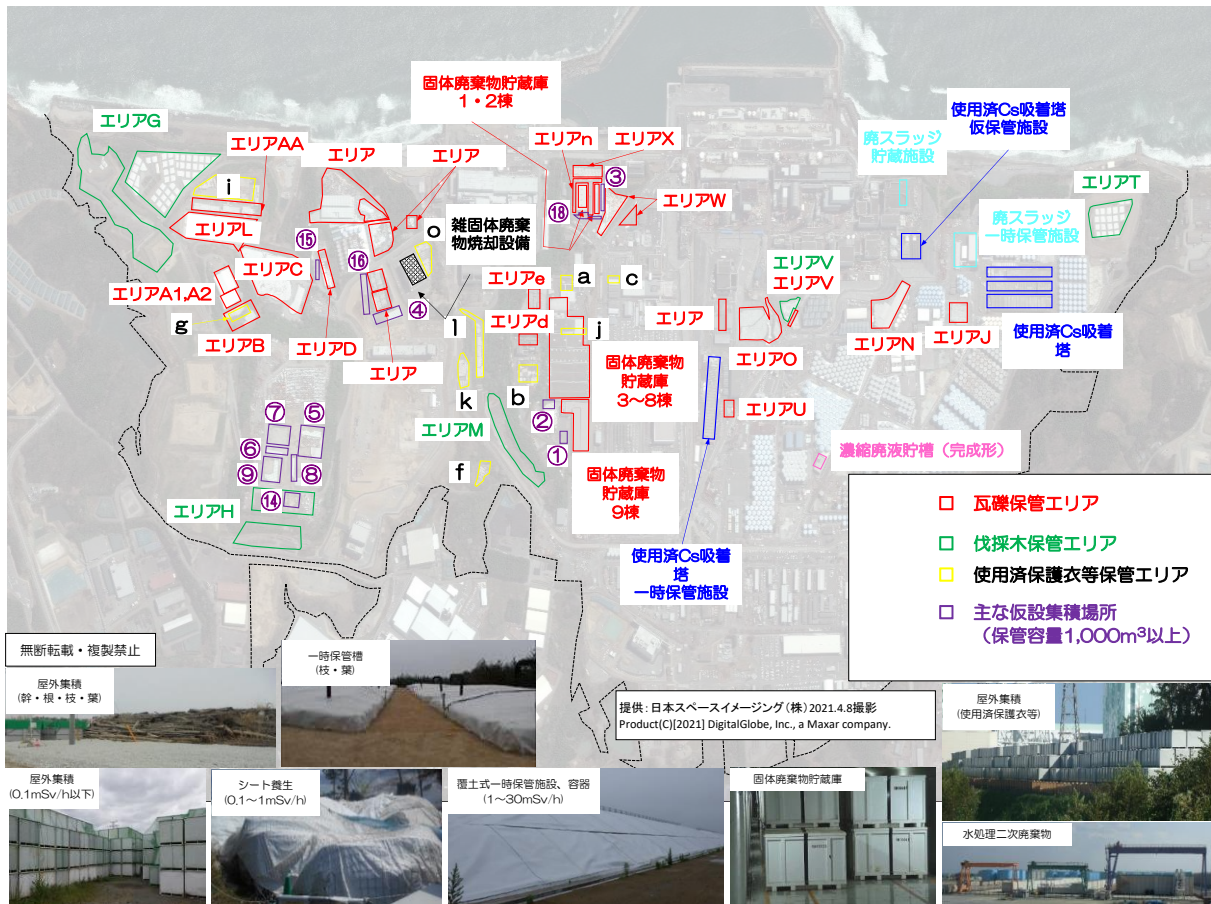 固体廃棄物貯蔵庫
1・2棟
エリアG
エリアAA
エリア
エリア
エリアn
エリアX
③
使用済Cs吸着塔
仮保管施設
廃スラッジ
貯蔵施設
エリアT
i
エリアL
⑮
o
雑固体廃棄
物焼却設備
⑱
エリアW
廃スラッジ
一時保管施設
エリアC
⑯
エリアe
a
c
エリアV
エリアV
エリアA1,A2
④
l
エリアd
j
エリア
g
エリアB
エリアD
エリア
エリアO
エリアN
エリアJ
使用済Cs吸着
塔
固体廃棄物
貯蔵庫
3～8棟
k
b
②
エリアU
⑦
⑤
エリアM
⑥
①
⑨
⑧
f
濃縮廃液貯槽（完成形）
固体廃棄物
貯蔵庫
9棟
⑭
エリアH
使用済Cs吸着
塔
一時保管施設
瓦礫保管エリア
伐採木保管エリア
使用済保護衣等保管エリア
主な仮設集積場所
（保管容量1,000m³以上）
無断転載・複製禁止
屋外集積
(幹・根・枝・葉)
一時保管槽
(枝・葉)
提供：日本スペースイメージング（株）2021.4.8撮影
Product(C)[2021] DigitalGlobe, Inc., a Maxar company.
屋外集積
(使用済保護衣等)
屋外集積
(0.1mSv/h以下)
シート養生
(0.1～1mSv/h)
覆土式一時保管施設、容器
(1～30mSv/h)
固体廃棄物貯蔵庫
水処理二次廃棄物